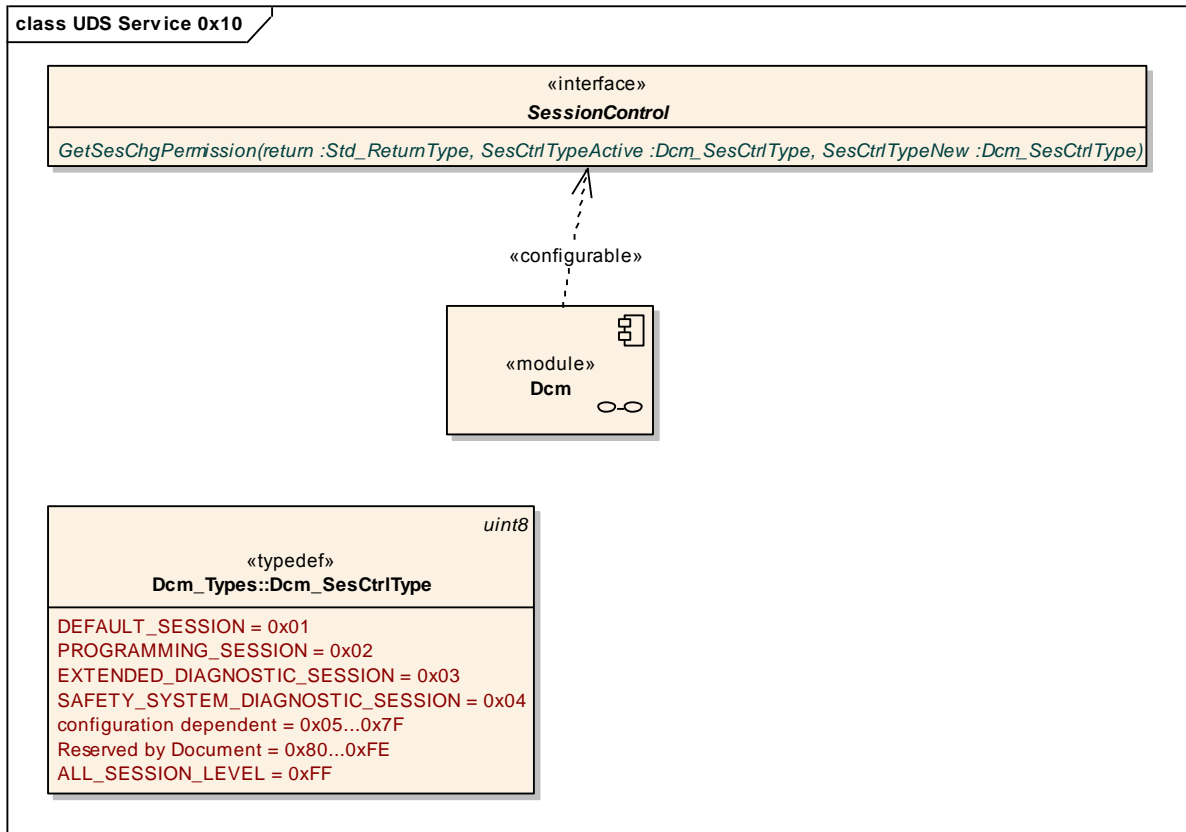 class UDS Service 0x10
«interface»
SessionControl
GetSesChgPermission(return :Std_ReturnType, SesCtrlTypeActive :Dcm_SesCtrlType, SesCtrlTypeNew :Dcm_SesCtrlType)
«configurable»
«module»
Dcm
uint8
«typedef»
Dcm_Types::Dcm_SesCtrlType
DEFAULT_SESSION = 0x01
PROGRAMMING_SESSION = 0x02
EXTENDED_DIAGNOSTIC_SESSION = 0x03
SAFETY_SYSTEM_DIAGNOSTIC_SESSION = 0x04
configuration dependent = 0x05...0x7F
Reserved by Document = 0x80...0xFE
ALL_SESSION_LEVEL = 0xFF